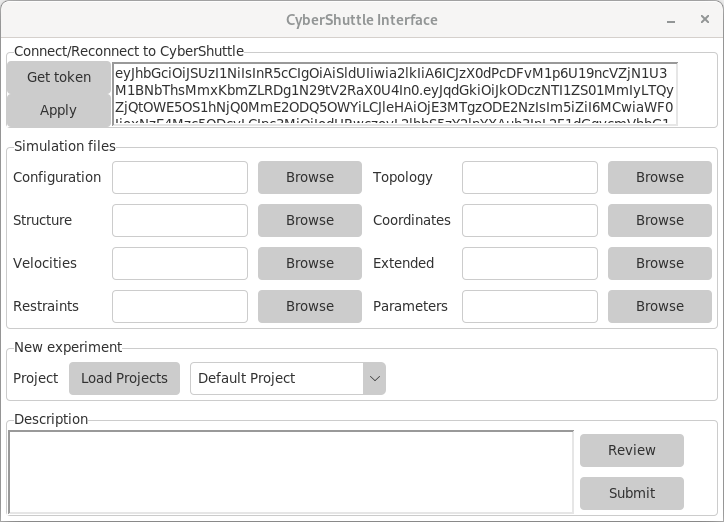 CyberShuttle Interface
Connect/Reconnect to CyberShuttle
Get token
Apply
eyJhbGciOiJSUzI1NiIsInR5cCIgOiAiSldUIiwia2lkIiA6ICJzX0dPcDFvM1p6U19ncVZjN1U3
M1BNbThsMmxKbmZLRDg1N29tV2RaX0U4In0.eyJqdGkiOiJkODczNTI1ZS01MmIyLTQy
ZjQtOWE5OS1hNjQ0MmE2ODQ5OWYiLCJleHAiOjE3MTgzODE2NzIsIm5iZiI6MCwiaWF0
Simulation files
Configuration Browse Topology Browse
Structure Browse Coordinates Browse
Velocities Browse Extended Browse
Restraints Browse Parameters Browse
New experiment
Project Load Projects Default Project
Description
Review
Submit